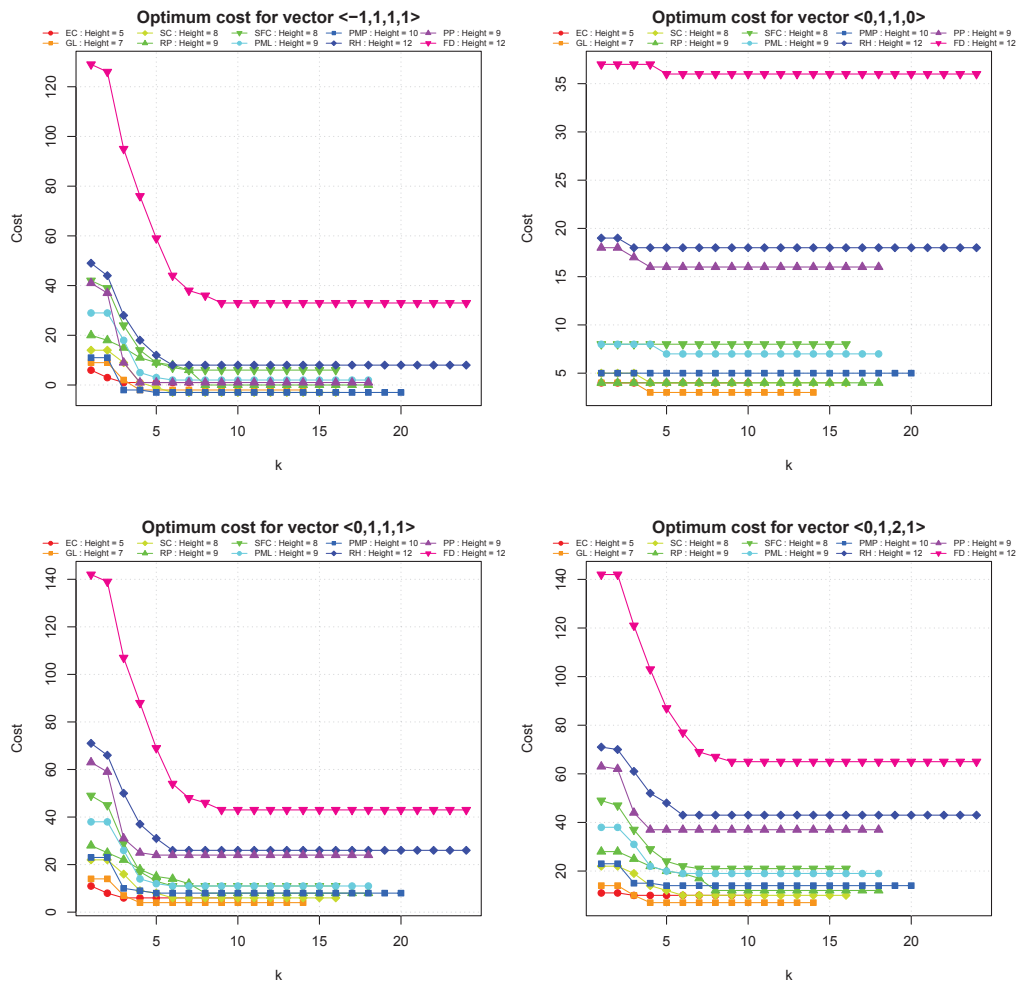 Optimum cost for vector <−1,1,1,1>
EC : Height = 5 SC : Height = 8 SFC : Height = 8 PMP : Height = 10 PP : Height = 9
GL : Height = 7 RP : Height = 9 PML : Height = 9 RH : Height = 12 FD : Height = 12
120
100
80
60
40
20
0
Cost
5 10 15 20
k
Optimum cost for vector <0,1,1,0>
EC : Height = 5 SC : Height = 8 SFC : Height = 8 PMP : Height = 10 PP : Height = 9
GL : Height = 7 RP : Height = 9 PML : Height = 9 RH : Height = 12 FD : Height = 12
35
30
25
20
15
10
5
Cost
5 10 15 20
k
Optimum cost for vector <0,1,1,1>
EC : Height = 5 SC : Height = 8 SFC : Height = 8 PMP : Height = 10 PP : Height = 9
GL : Height = 7 RP : Height = 9 PML : Height = 9 RH : Height = 12 FD : Height = 12
140
120
100
80
60
40
20
0
Cost
5 10 15 20
k
Optimum cost for vector <0,1,2,1>
EC : Height = 5 SC : Height = 8 SFC : Height = 8 PMP : Height = 10 PP : Height = 9
GL : Height = 7 RP : Height = 9 PML : Height = 9 RH : Height = 12 FD : Height = 12
140
120
100
80
60
40
20
Cost
5 10 15 20
k